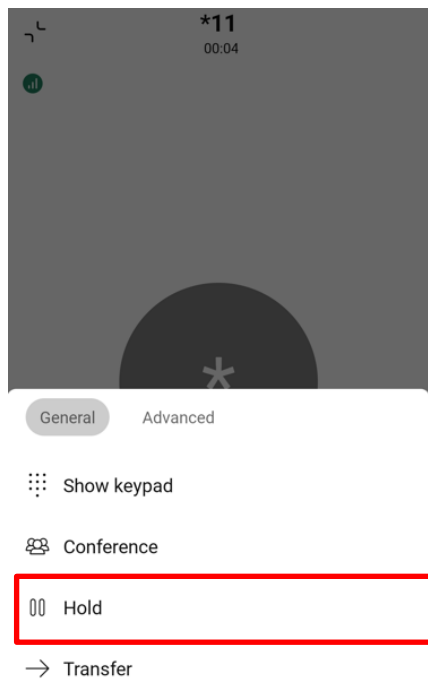 *11
00:04
*
General Advanced
Show keypad
Conference
Hold
Transfer